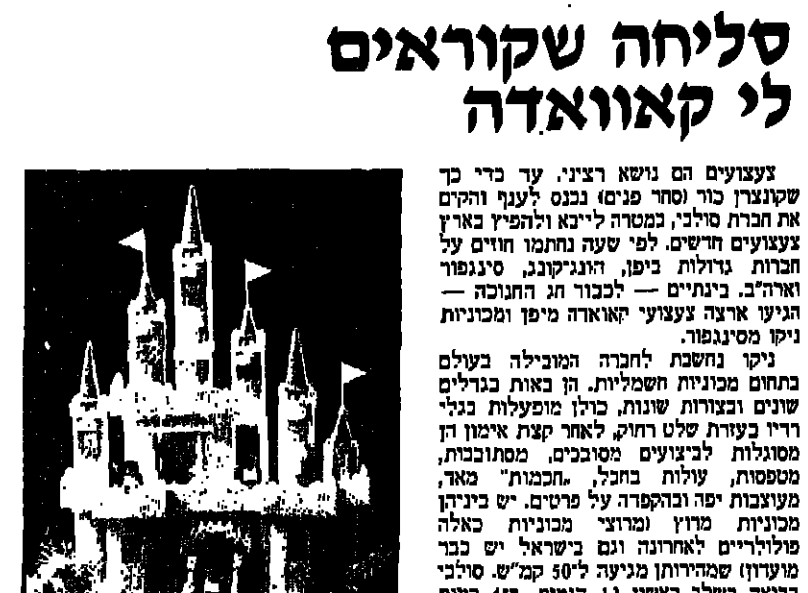 סליחה שקוראים
לי קאוואדה
צעצועים הם נושא רציני. עד כדי כך
שקונצרן כור (סחר פנים) נכנס לענף והקים
את חברת סולבי, במטרה לייבא ולהפיץ בארץ
צעצועים חדשים. לפי שעה נחתמו חוזים על
חברות גדולות ביפן, הונג־קונג, סינגפור
וארה"ב. בינתיים — לכבוד חג החנוכה —
הגיעו ארצה צעצועי קאוואדה מיפן ומכוניות
ניקו מסינגפור.
ניקו נחשבת לחברה המובילה בעולם
בתחום מכוניות חשמליות. הן באות בגדלים
שונים ובצורות שונות, כולן מופעלות בגלי
רדיו בעזרת שלט רחוק, לאחר קצת אימון הן
מסוגלות לביצועים מסובכים, מסתובבות,
מטפסות, עולות בחבל, „חכמות" מאד,
מעוצבות יפה ובהקפדה על פרטים. יש ביניהן
מכוניות מרוץ (מרוצי מכוניות כאלה
פולולריים לאחרונה וגם בישראל יש כבר
מועדון) שמהירותן מגיעה ל־50 קמ"ש. סולבי